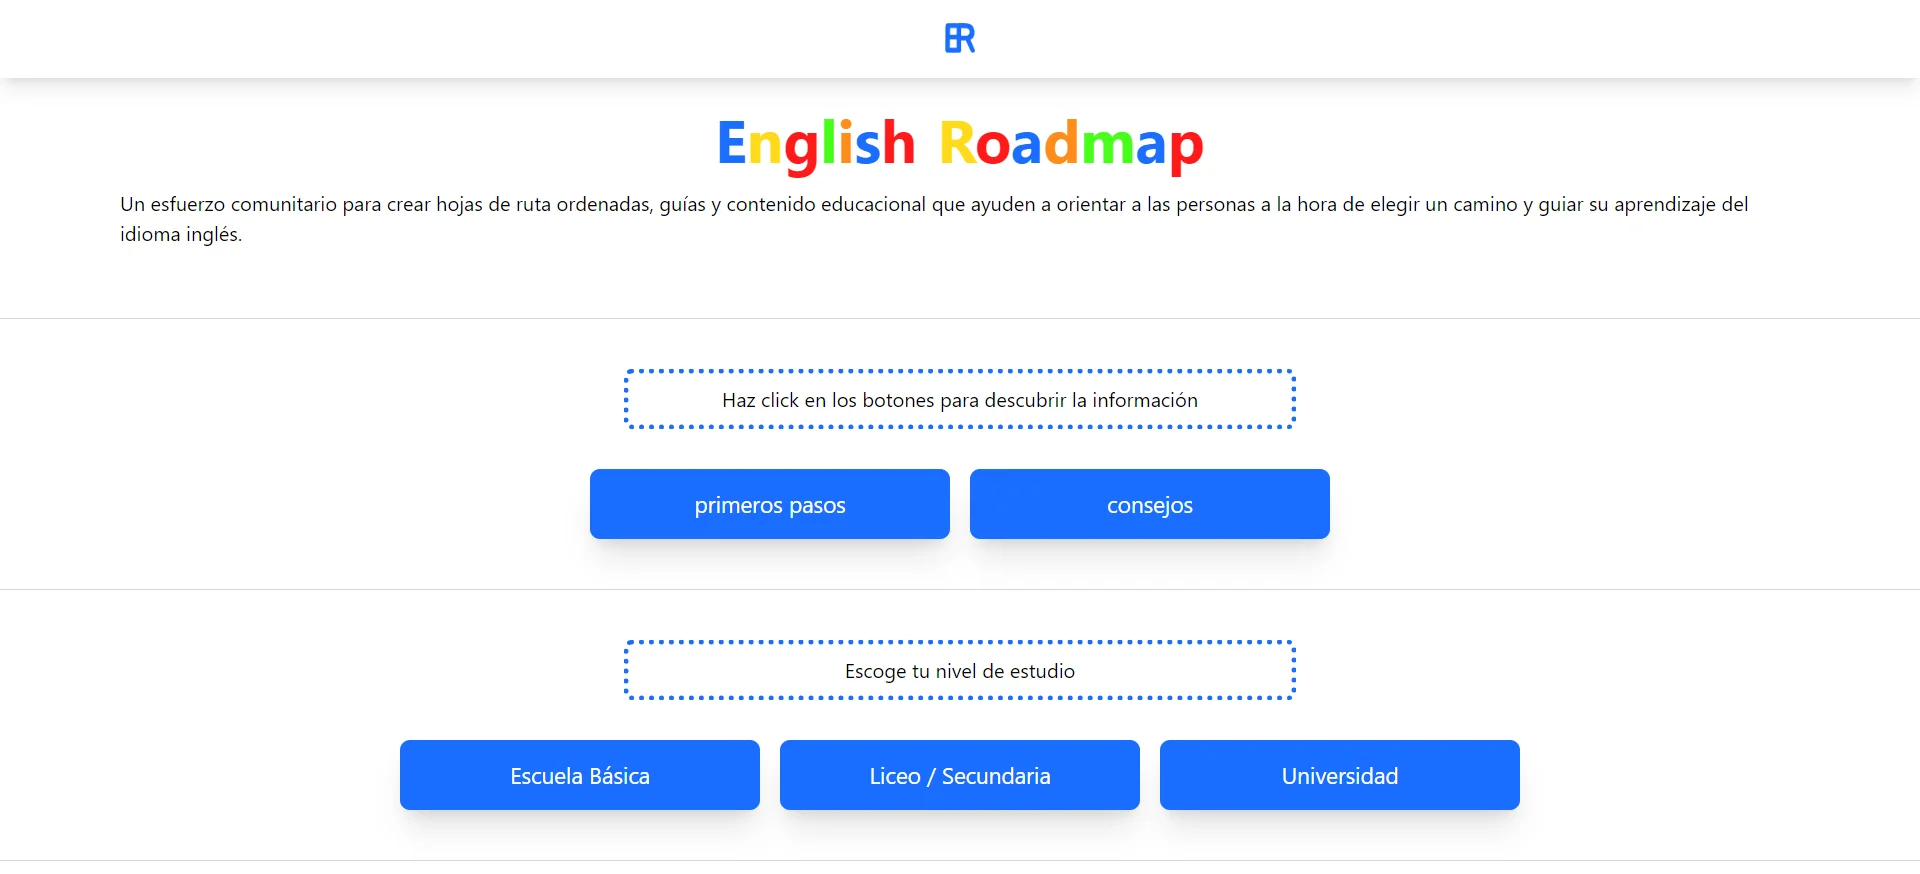 ER
English Roadmap
Un esfuerzo comunitario para crear hojas de ruta ordenadas, guías y contenido educacional que ayuden a orientar a las personas a la hora de elegir un camino y guiar su aprendizaje del
idioma inglés.
Haz click en los botones para descubrir la información
primeros pasos
consejos
Escoge tu nivel de estudio
Escuela Básica
Liceo / Secundaria
Universidad